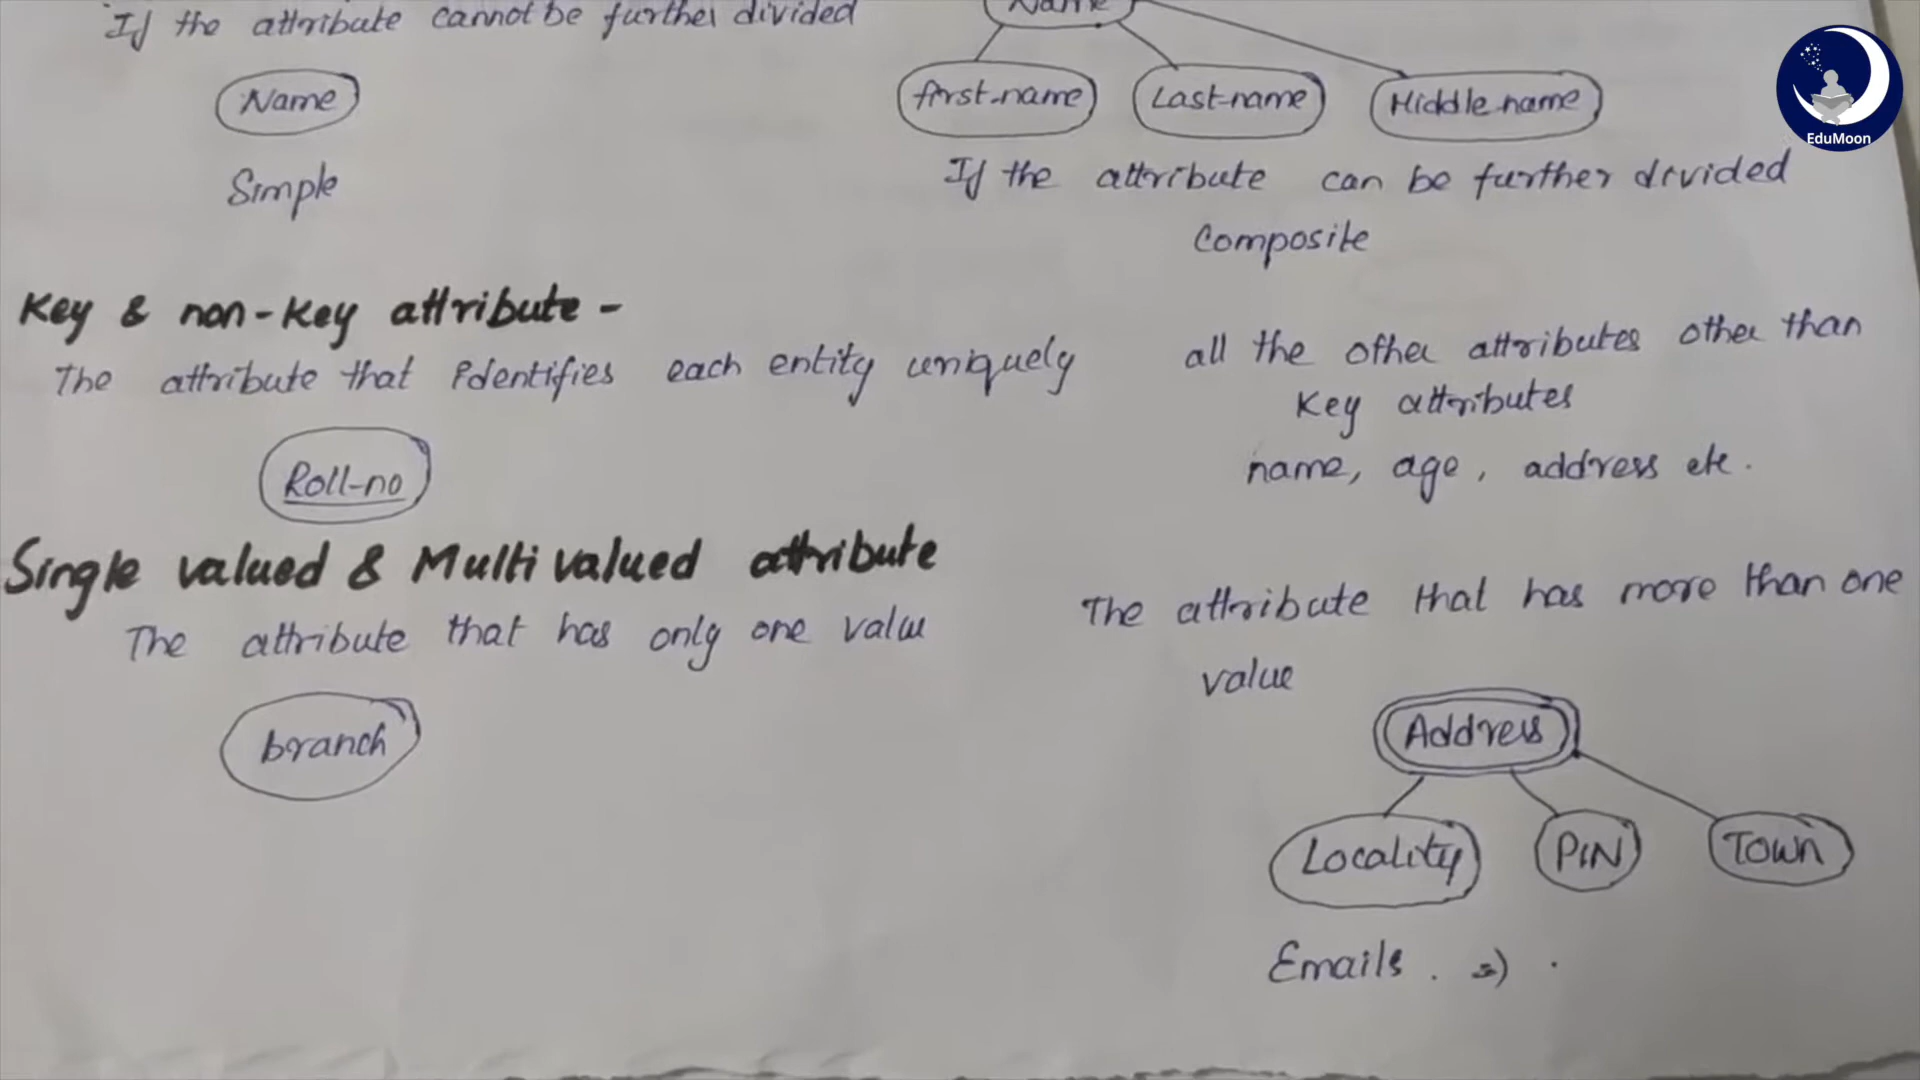 If the attribute cannot be further divided
Name
Name
first-name
Last-name
Middle name
Simple
If the attribute can be further divided
Composite
Key & non-key attribute -
The attribute that identifies each entity uniquely
Roll-no
all the other attributes other than
Key attributes
name, age, address etc.
Single valued & Multi valued attribute
The attribute that has only one value
branch
The attribute that has more than one
value
Address
Locality
PIN
Town
Emails .
EduMoon